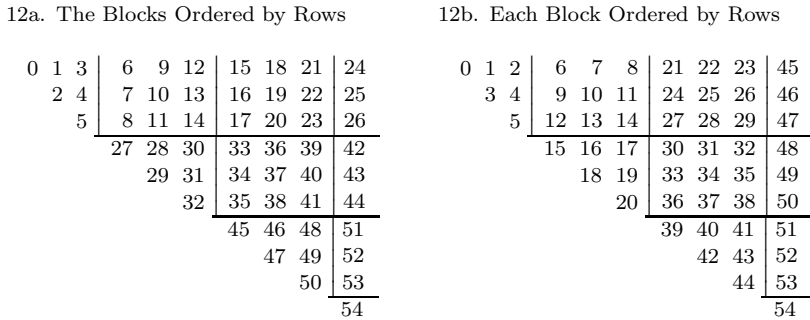 12a. The Blocks Ordered by Rows
0 1 3 6 9 12 15 18 21 24
2 4 7 10 13 16 19 22 25
5 8 11 14 17 20 23 26
27 28 30 33 36 39 42
29 31 34 37 40 43
32 35 38 41 44
45 46 48 51
47 49 52
50 53
54
12b. Each Block Ordered by Rows
0 1 2 6 7 8 21 22 23 45
3 4 9 10 11 24 25 26 46
5 12 13 14 27 28 29 47
15 16 17 30 31 32 48
18 19 33 34 35 49
20 36 37 38 50
39 40 41 51
42 43 52
44 53
54